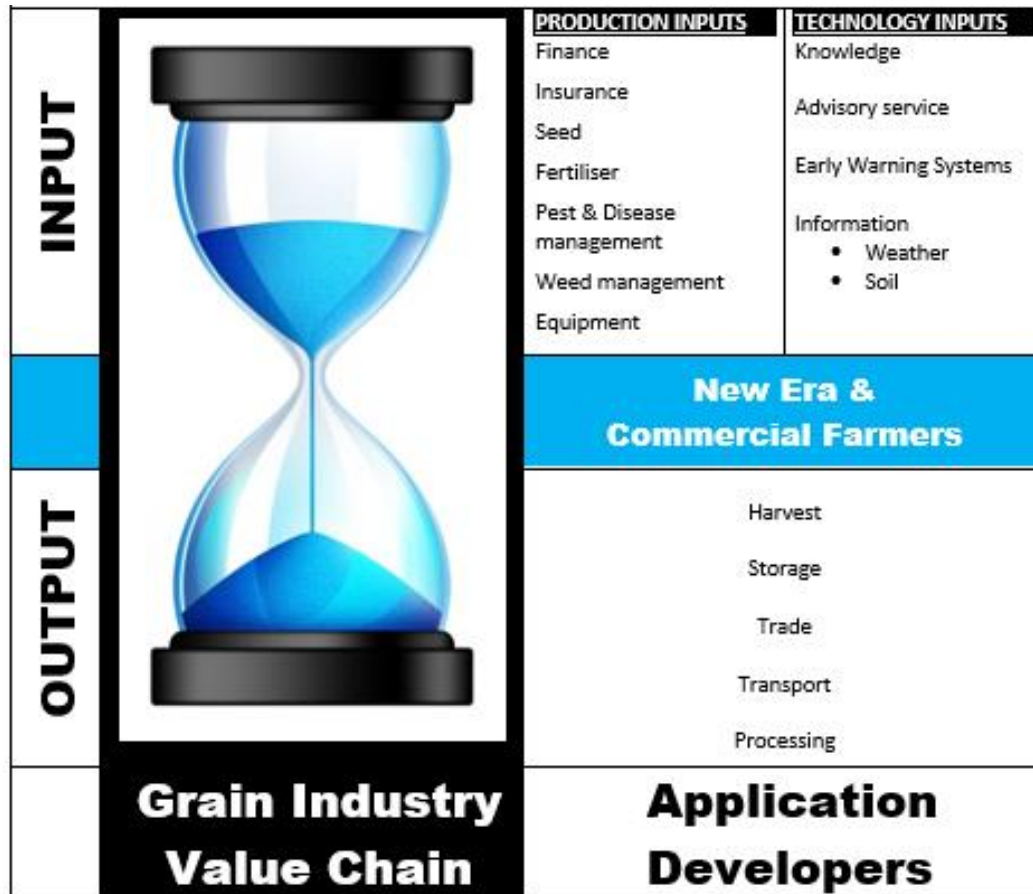 INPUT
PRODUCTION INPUTS
Finance
Insurance
Seed
Fertiliser
Pest & Disease
management
Weed management
Equipment
TECHNOLOGY INPUTS
Knowledge
Advisory service
Early Warning Systems
Information
• Weather
• Soil
New Era &
Commercial Farmers
OUTPUT
Harvest
Storage
Trade
Transport
Processing
Grain Industry
Value Chain
Application
Developers